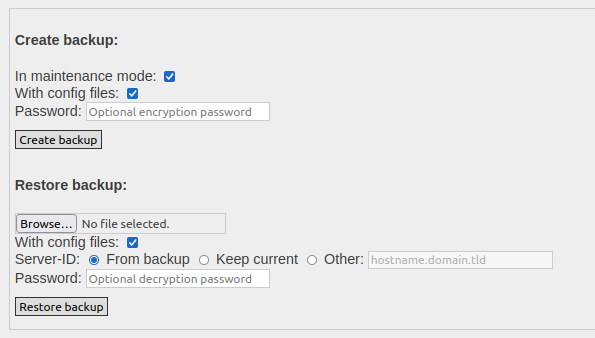 Create backup:
In maintenance mode:
With config files:
Password: Optional encryption password
Create backup
Restore backup:
Browse... No file selected.
With config files:
Server-ID: From backup Keep current Other: hostname.domain.tld
Password: Optional decryption password
Restore backup